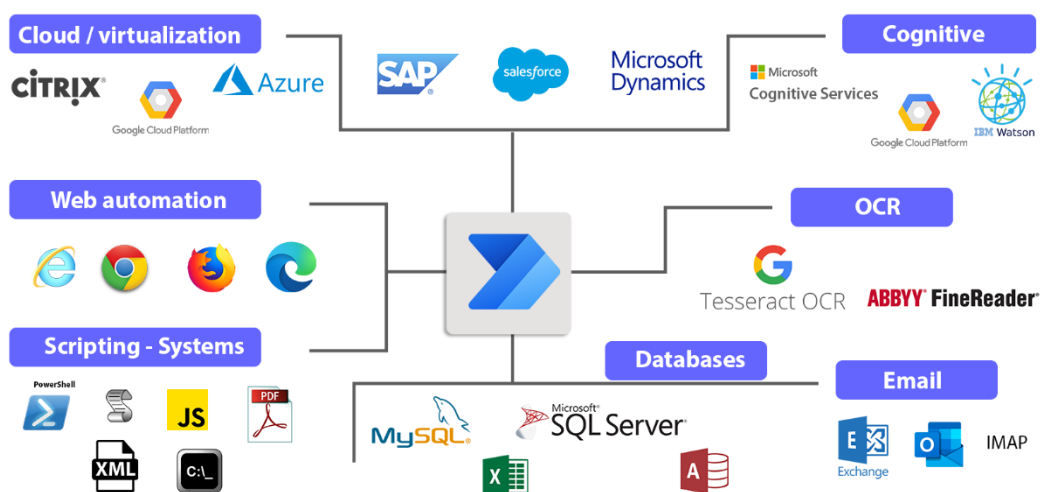 Cloud / virtualization
CİTRIX®
Google Cloud Platform
Azure
SAP®
salesforce
Microsoft
Dynamics
Cognitive
Microsoft
Cognitive Services
Google Cloud Platform
IBM Watson
Web automation
OCR
Tesseract OCR
ABBYY® FineReader®
Scripting - Systems
PowerShell
JS
PDF
XML
C:\_
Databases
MySQL®
Microsoft®
SQL Server®
X
A
Email
E X
Exchange
O
IMAP